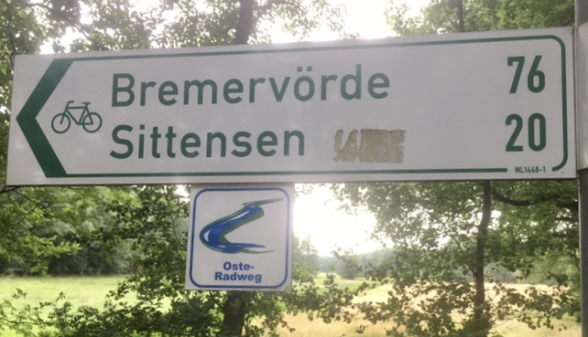 Bremervörde 76
Sittensen 20
WL1448-1
Oste-
Radweg